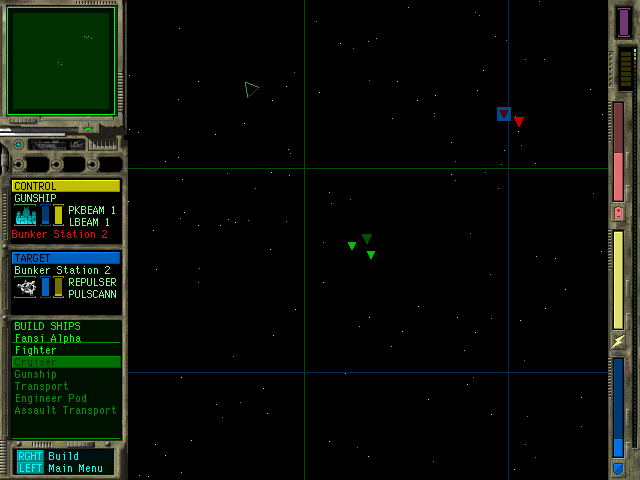 CONTROL
GUNSHIP
PKBEAM 1
LBEAM 1
Bunker Station 2
TARGET
Bunker Station 2
REPULSER
PULSCANN
BUILD SHIPS
Fansi Alpha
Fighter
Cruiser
Gunship
Transport
Engineer Pod
Assault Transport
RGHT Build
LEFT Main Menu